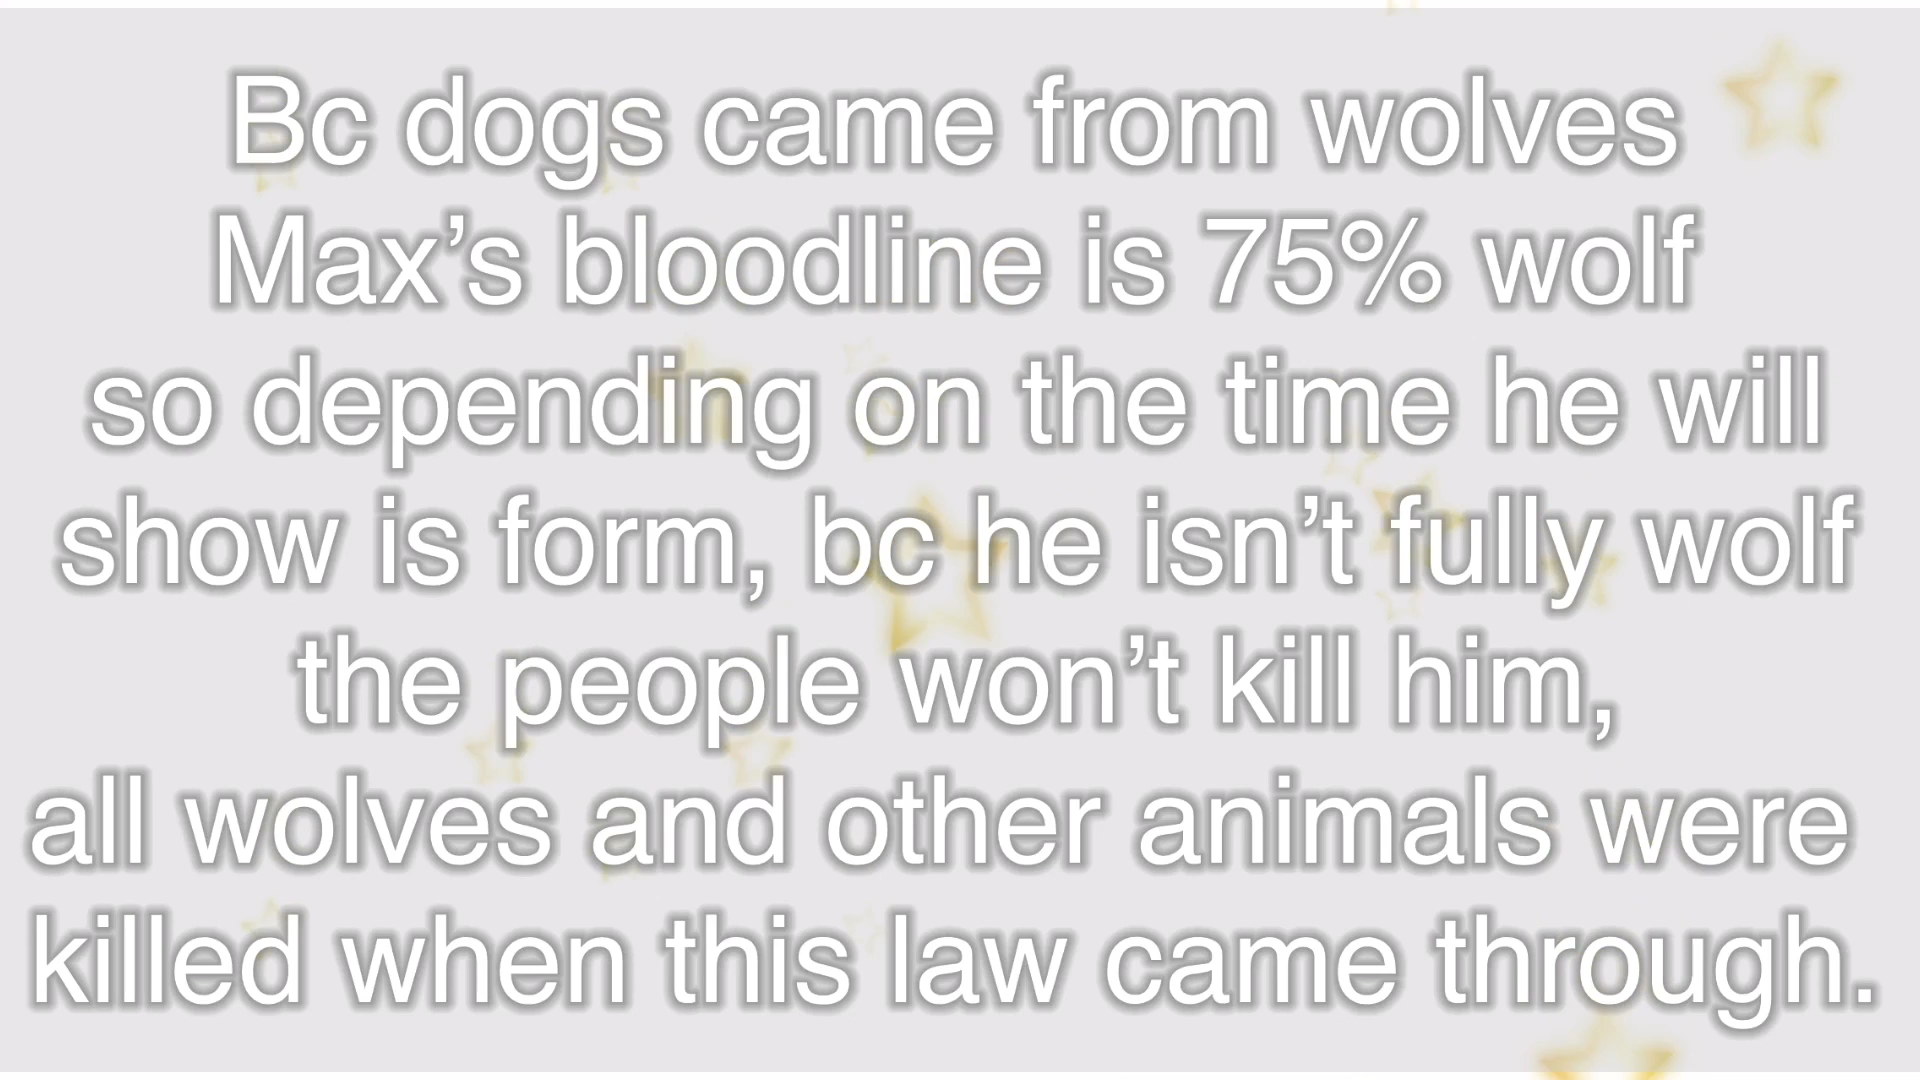 Bc dogs came from wolves
Max’s bloodline is 75% wolf
so depending on the time he will
show is form, bc he isn’t fully wolf
the people won’t kill him,
all wolves and other animals were
killed when this law came through.